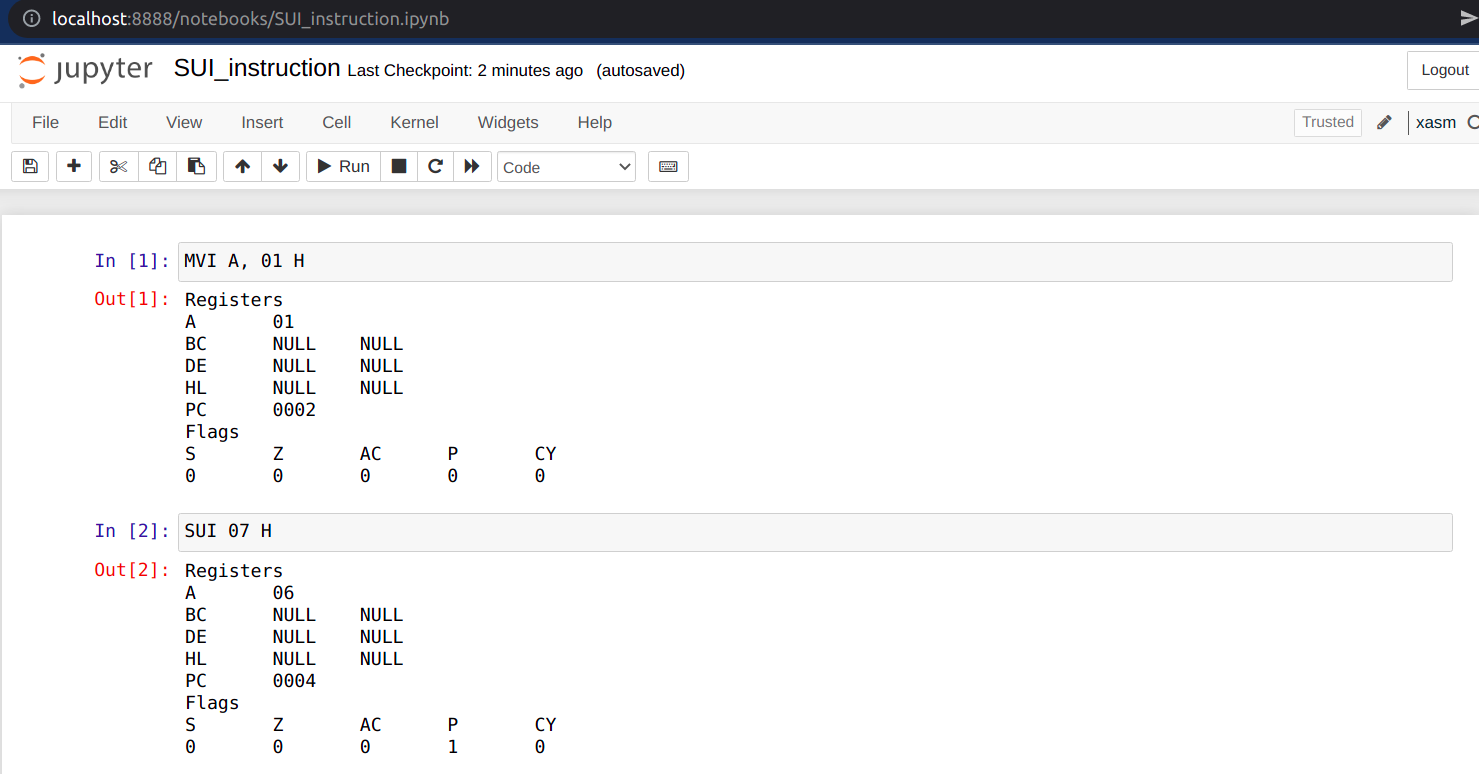 localhost:8888/notebooks/SUI_instruction.ipynb
jupyter SUI_instruction Last Checkpoint: 2 minutes ago (autosaved) Logout
File Edit View Insert Cell Kernel Widgets Help Trusted xasm
Run Code
In [1]: MVI A, 01 H
Out[1]: Registers
A 01
BC NULL NULL
DE NULL NULL
HL NULL NULL
PC 0002
Flags
S Z AC P CY
0 0 0 0 0
In [2]: SUI 07 H
Out[2]: Registers
A 06
BC NULL NULL
DE NULL NULL
HL NULL NULL
PC 0004
Flags
S Z AC P CY
0 0 0 1 0